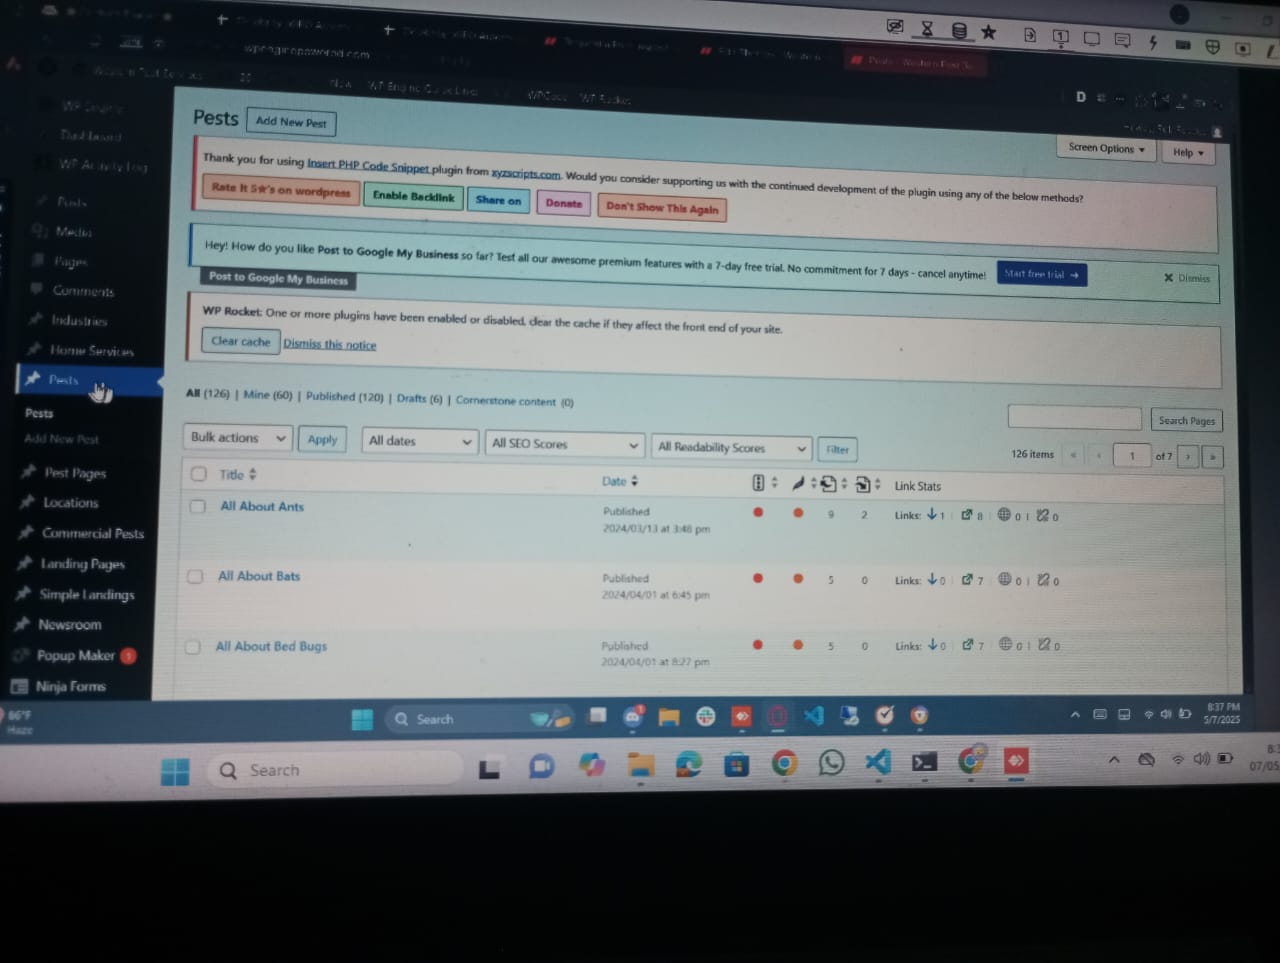 wpenginepowered.com
WP Engine
Dashboard
WP Activity Log
Posts
Media
Pages
Comments
Industries
Home Services
Pests
Pests
Add New Pest
Pest Pages
Locations
Commercial Pests
Landing Pages
Simple Landings
Newsroom
Popup Maker 1
Ninja Forms
Pests Add New Pest
Screen Options Help
Thank you for using Insert PHP Code Snippet plugin from xyzscripts.com. Would you consider supporting us with the continued development of the plugin using any of the below methods?
Rate It 5★'s on wordpress Enable Backlink Share on Donate Don't Show This Again
Hey! How do you like Post to Google My Business so far? Test all our awesome premium features with a 7-day free trial. No commitment for 7 days - cancel anytime! Start free trial → Dismiss
Post to Google My Business
WP Rocket: One or more plugins have been enabled or disabled, clear the cache if they affect the front end of your site.
Clear cache Dismiss this notice
All (126) | Mine (60) | Published (120) | Drafts (6) | Cornerstone content (0)
Search Pages
Bulk actions Apply All dates All SEO Scores All Readability Scores Filter
126 items « ‹ 1 of 7 › »
Title Date Link Stats
All About Ants Published 9 2 Links: 1 | 8 | 0 | 0
2024/03/13 at 3:48 pm
All About Bats Published 5 0 Links: 0 | 7 | 0 | 0
2024/04/01 at 6:45 pm
All About Bed Bugs Published 5 0 Links: 0 | 7 | 0 | 0
2024/04/01 at 8:27 pm
86°F
Haze
Search
8:37 PM
5/7/2025
Search